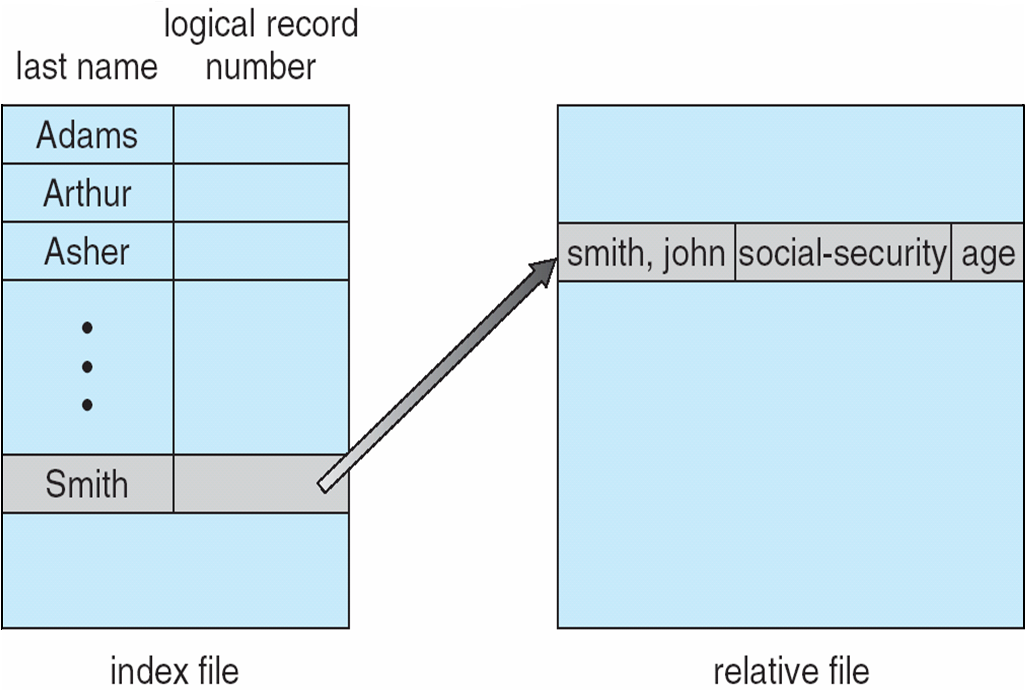 logical record
last name number
Adams
Arthur
Asher
Smith
smith, john social-security age
index file relative file